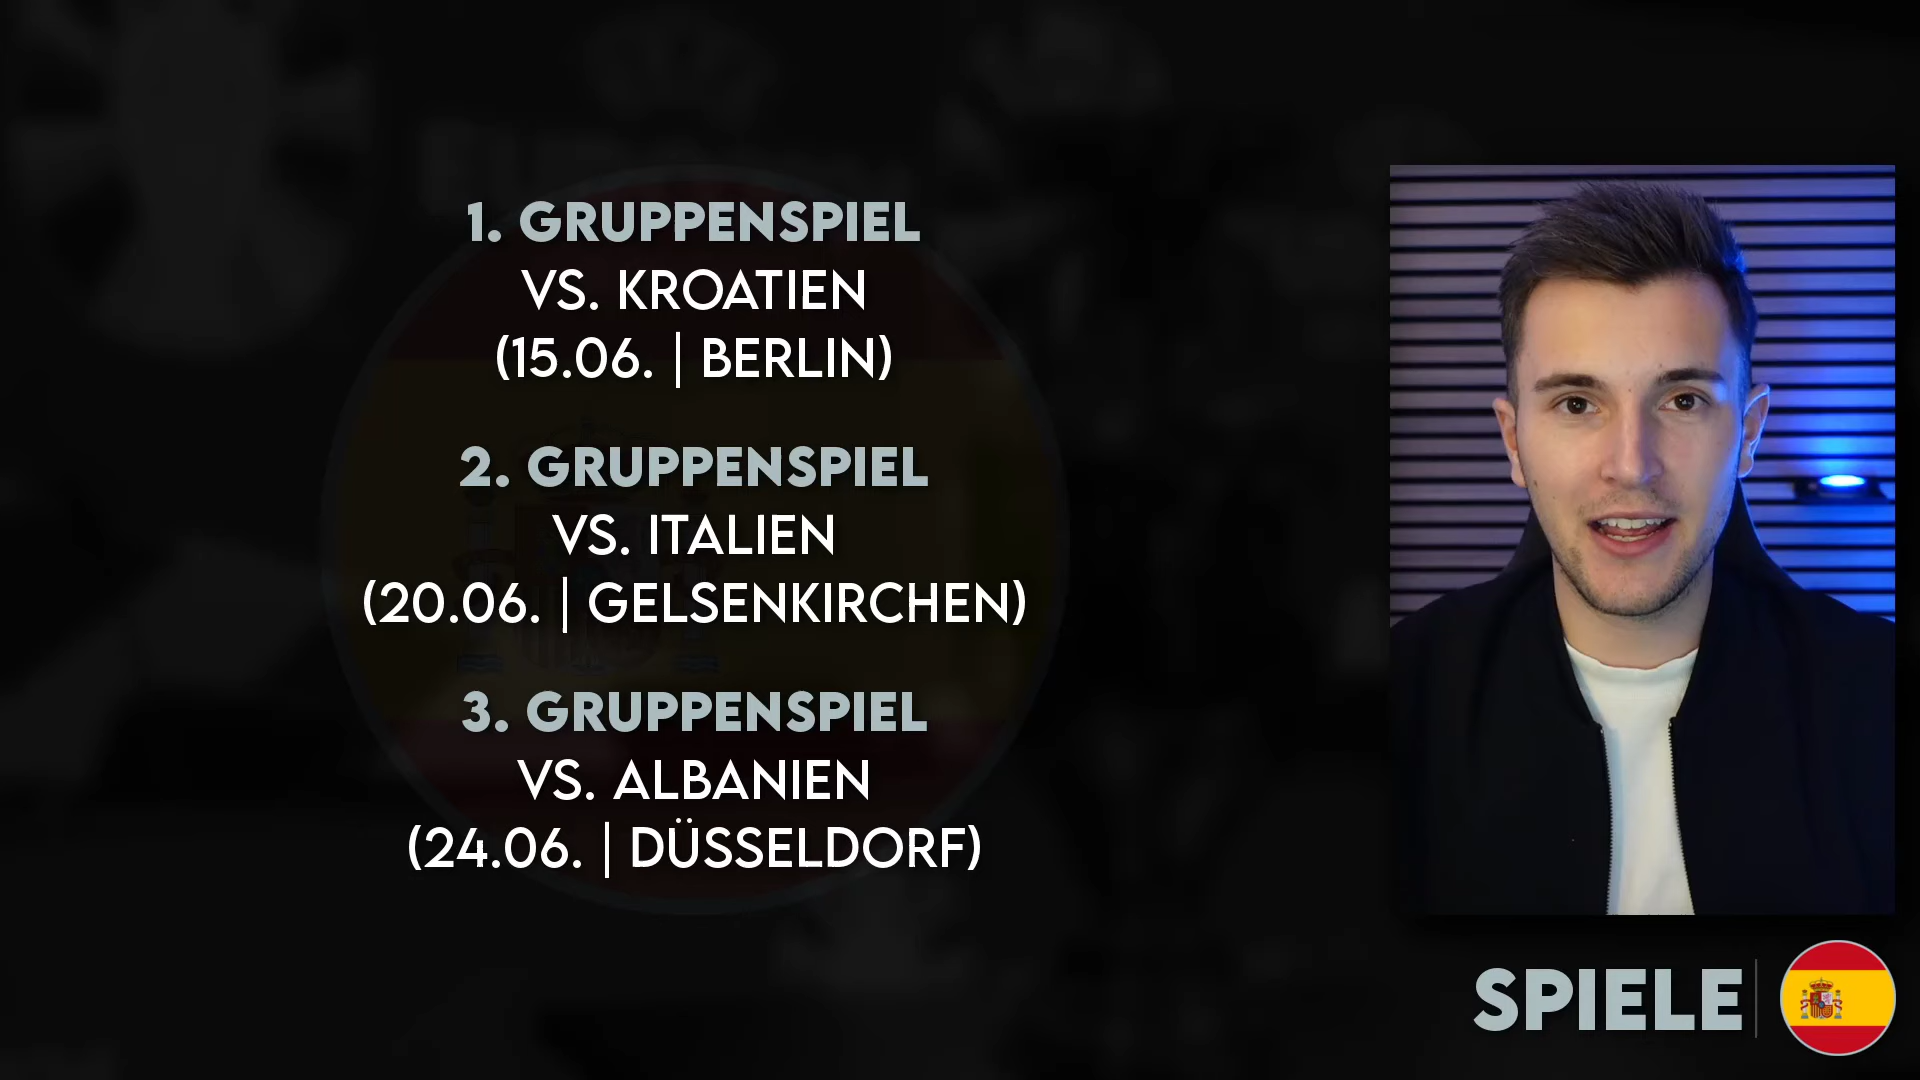 1. GRUPPENSPIEL
VS. KROATIEN
(15.06. | BERLIN)
2. GRUPPENSPIEL
VS. ITALIEN
(20.06. | GELSENKIRCHEN)
3. GRUPPENSPIEL
VS. ALBANIEN
(24.06. | DÜSSELDORF)
SPIELE